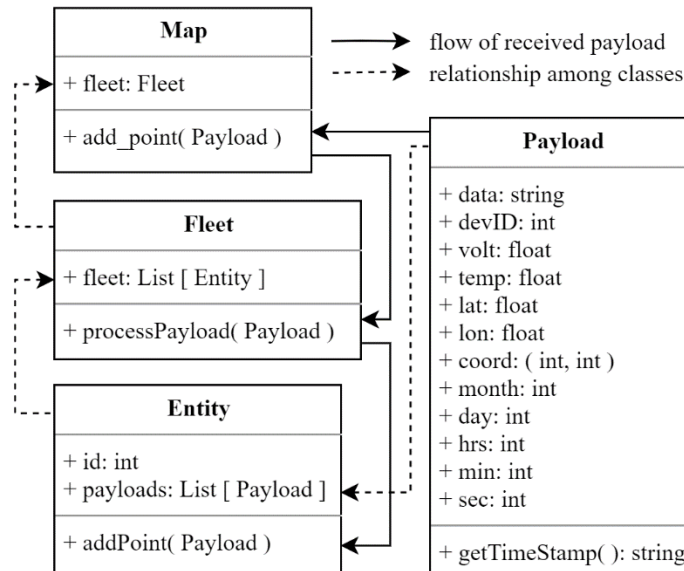 Map
+ fleet: Fleet
+ add_point( Payload )
flow of received payload
relationship among classes
Fleet
+ fleet: List [ Entity ]
+ processPayload( Payload )
Entity
+ id: int
+ payloads: List [ Payload ]
+ addPoint( Payload )
Payload
+ data: string
+ devID: int
+ volt: float
+ temp: float
+ lat: float
+ lon: float
+ coord: ( int, int )
+ month: int
+ day: int
+ hrs: int
+ min: int
+ sec: int
+ getTimeStamp( ): string